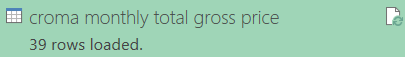 croma monthly total gross price
39 rows loaded.